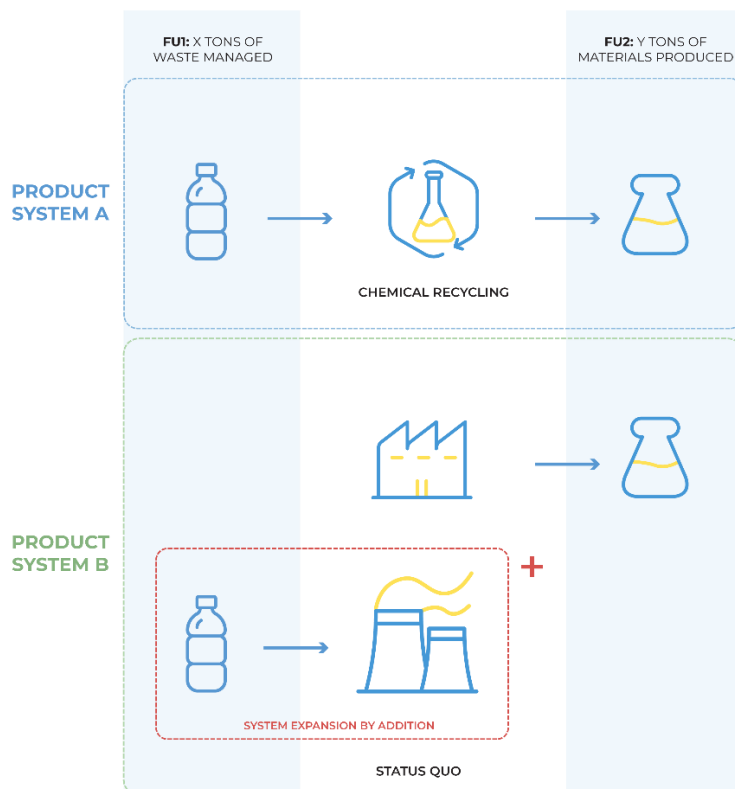 FU1: X TONS OF
WASTE MANAGED
FU2: Y TONS OF
MATERIALS PRODUCED
PRODUCT
SYSTEM A
CHEMICAL RECYCLING
PRODUCT
SYSTEM B
+
SYSTEM EXPANSION BY ADDITION
STATUS QUO